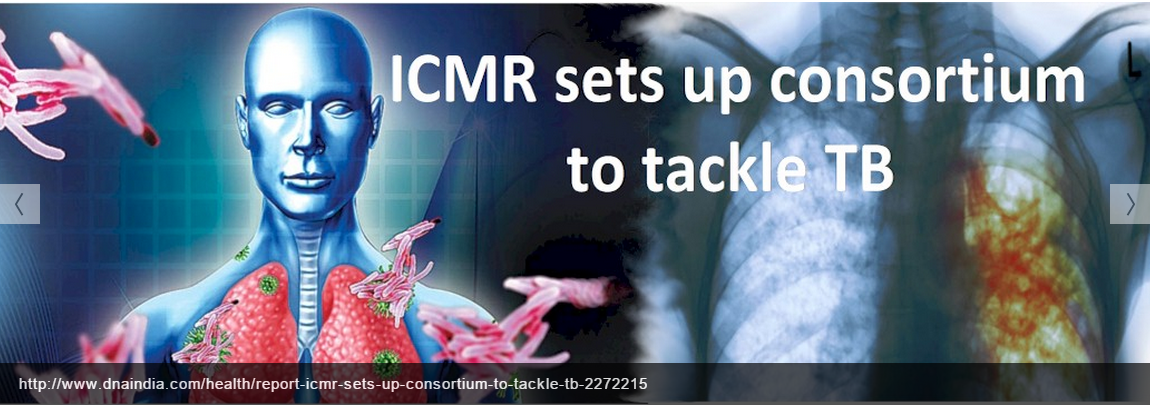 ICMR sets up consortium
to tackle TB
L
http://www.dnaindia.com/health/report-icmr-sets-up-consortium-to-tackle-tb-2272215